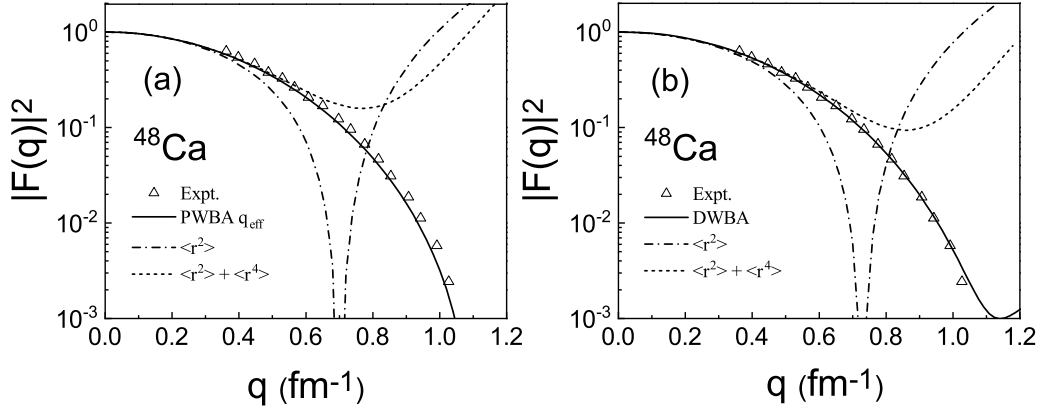 10⁰
10⁻¹
10⁻²
10⁻³
|F(q)|²
(a)
⁴⁸Ca
Expt.
PWBA q_eff
<r²>
<r²> + <r⁴>
0.0 0.2 0.4 0.6 0.8 1.0 1.2
q (fm⁻¹)
10⁰
10⁻¹
10⁻²
10⁻³
|F(q)|²
(b)
⁴⁸Ca
Expt.
DWBA
<r²>
<r²> + <r⁴>
0.0 0.2 0.4 0.6 0.8 1.0 1.2
q (fm⁻¹)